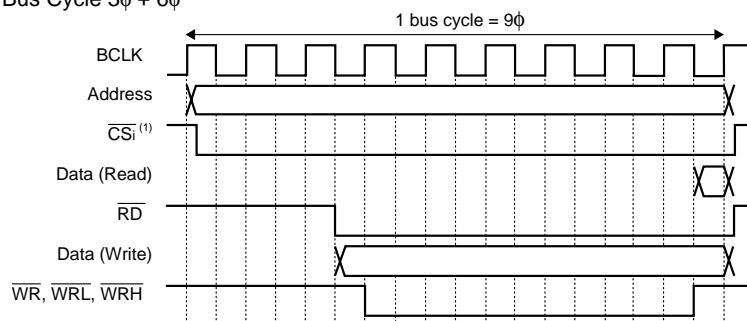 Bus Cycle 3ϕ + 6ϕ
1 bus cycle = 9ϕ
BCLK
Address
CSi (1)
Data (Read)
RD
Data (Write)
WR, WRL, WRH